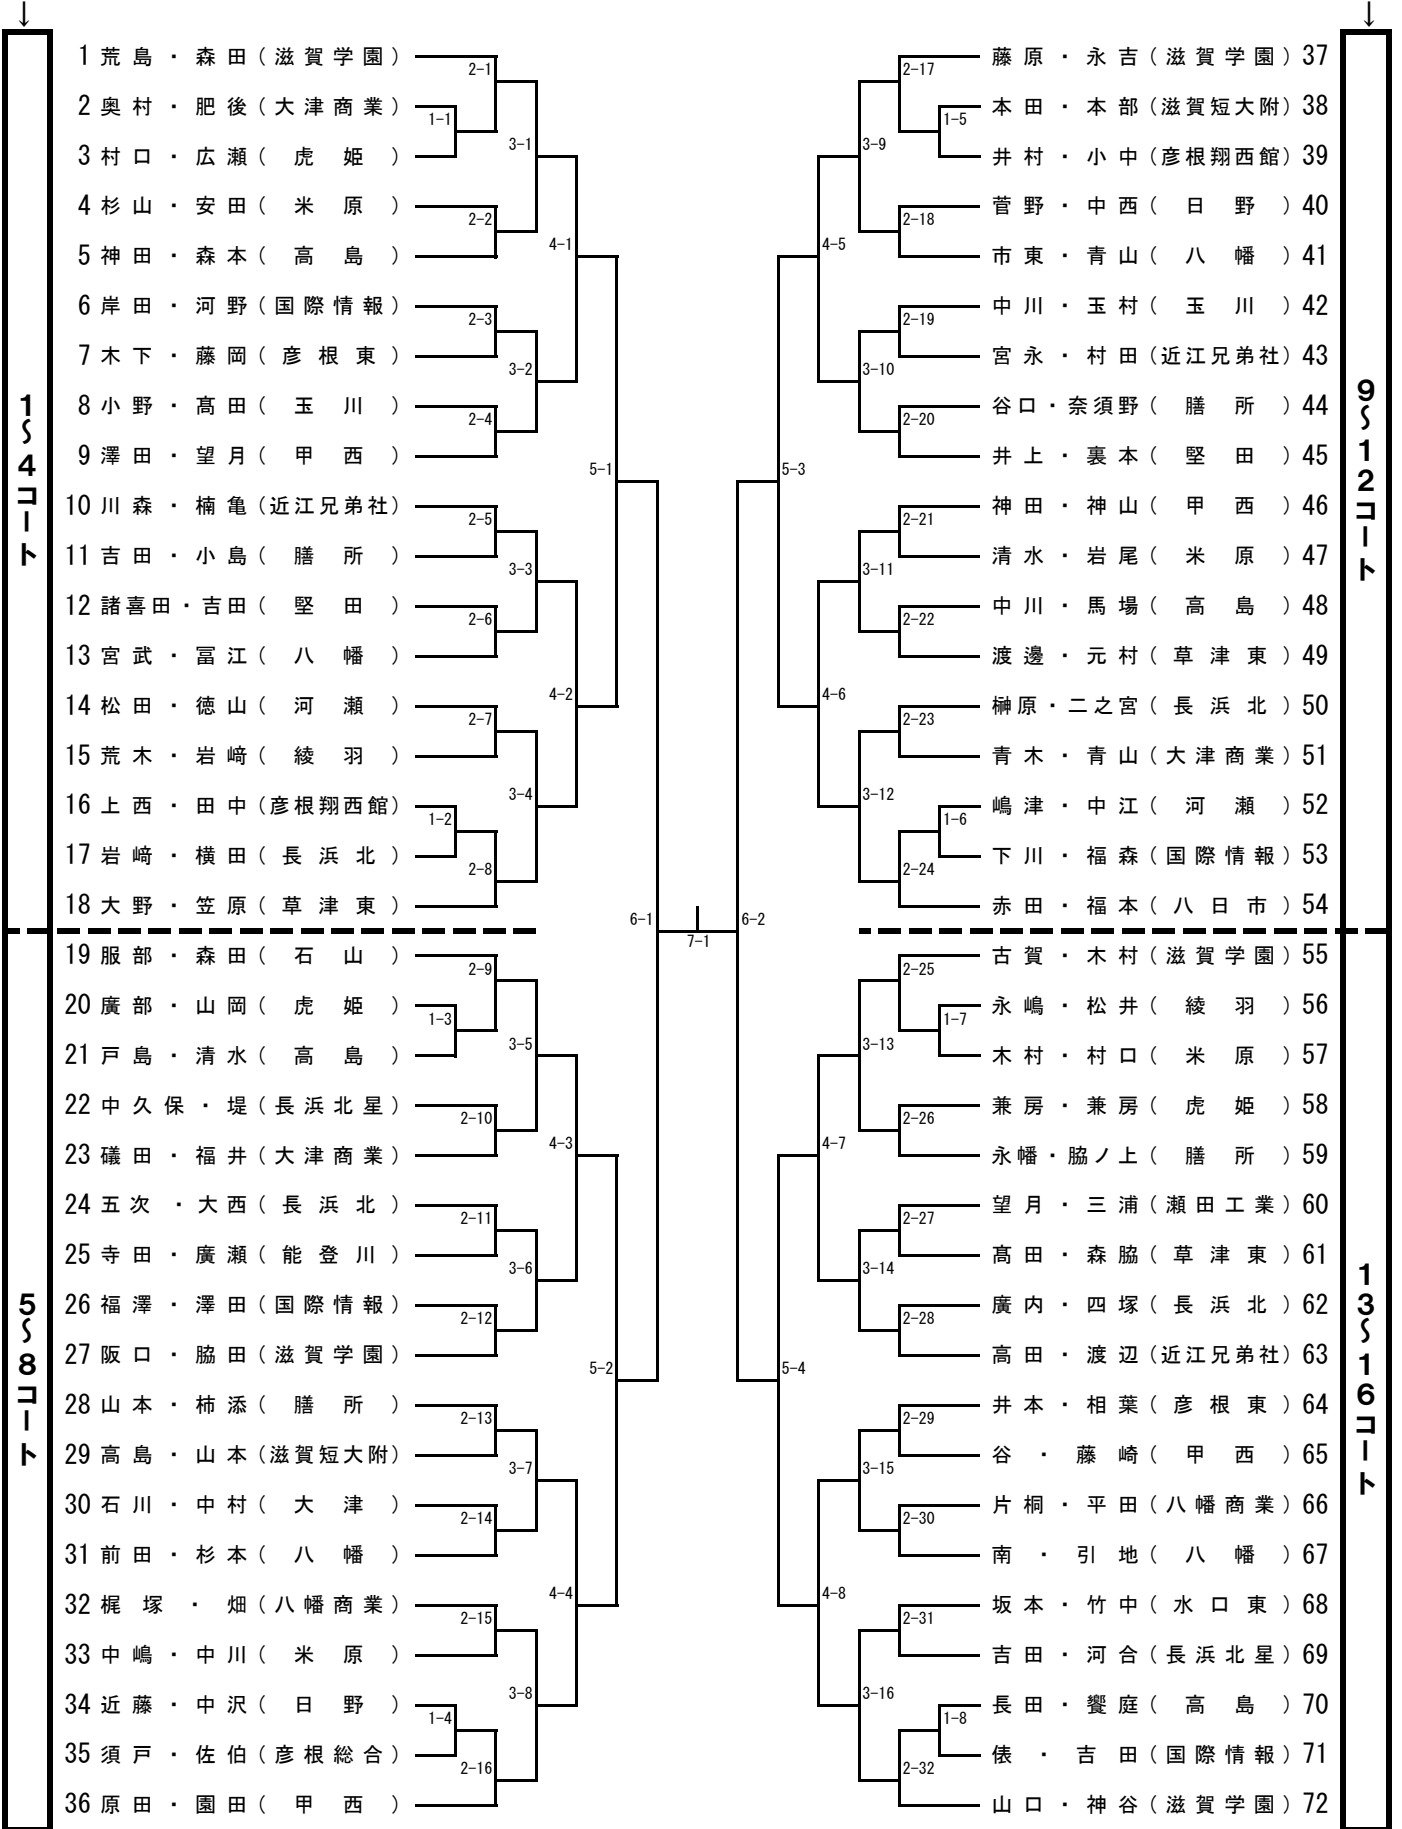 ↓
1～4コート
5～8コート
1 荒島・森田(滋賀学園)
2 奥村・肥後(大津商業)
3 村口・広瀬(虎姫)
4 杉山・安田(米原)
5 神田・森本(高島)
6 岸田・河野(国際情報)
7 木下・藤岡(彦根東)
8 小野・髙田(玉川)
9 澤田・望月(甲西)
10 川森・楠亀(近江兄弟社)
11 吉田・小島(膳所)
12 諸喜田・吉田(堅田)
13 宮武・冨江(八幡)
14 松田・徳山(河瀬)
15 荒木・岩﨑(綾羽)
16 上西・田中(彦根翔西館)
17 岩﨑・横田(長浜北)
18 大野・笠原(草津東)
19 服部・森田(石山)
20 廣部・山岡(虎姫)
21 戸島・清水(高島)
22 中久保・堤(長浜北星)
23 礒田・福井(大津商業)
24 五次・大西(長浜北)
25 寺田・廣瀬(能登川)
26 福澤・澤田(国際情報)
27 阪口・脇田(滋賀学園)
28 山本・柿添(膳所)
29 高島・山本(滋賀短大附)
30 石川・中村(大津)
31 前田・杉本(八幡)
32 梶塚・畑(八幡商業)
33 中嶋・中川(米原)
34 近藤・中沢(日野)
35 須戸・佐伯(彦根総合)
36 原田・園田(甲西)
1-1
1-2
1-3
1-4
2-1
2-2
2-3
2-4
2-5
2-6
2-7
2-8
2-9
2-10
2-11
2-12
2-13
2-14
2-15
2-16
3-1
3-2
3-3
3-4
3-5
3-6
3-7
3-8
4-1
4-2
4-3
4-4
5-1
5-2
6-1
7-1
6-2
5-3
5-4
4-5
4-6
4-7
4-8
3-9
3-10
3-11
3-12
3-13
3-14
3-15
3-16
2-17
2-18
2-19
2-20
2-21
2-22
2-23
2-24
2-25
2-26
2-27
2-28
2-29
2-30
2-31
2-32
1-5
1-6
1-7
1-8
藤原・永吉(滋賀学園) 37
本田・本部(滋賀短大附) 38
井村・小中(彦根翔西館) 39
菅野・中西(日野) 40
市東・青山(八幡) 41
中川・玉村(玉川) 42
宮永・村田(近江兄弟社) 43
谷口・奈須野(膳所) 44
井上・裏本(堅田) 45
神田・神山(甲西) 46
清水・岩尾(米原) 47
中川・馬場(高島) 48
渡邊・元村(草津東) 49
榊原・二之宮(長浜北) 50
青木・青山(大津商業) 51
嶋津・中江(河瀬) 52
下川・福森(国際情報) 53
赤田・福本(八日市) 54
古賀・木村(滋賀学園) 55
永嶋・松井(綾羽) 56
木村・村口(米原) 57
兼房・兼房(虎姫) 58
永幡・脇ノ上(膳所) 59
望月・三浦(瀬田工業) 60
髙田・森脇(草津東) 61
廣内・四塚(長浜北) 62
高田・渡辺(近江兄弟社) 63
井本・相葉(彦根東) 64
谷・藤崎(甲西) 65
片桐・平田(八幡商業) 66
南・引地(八幡) 67
坂本・竹中(水口東) 68
吉田・河合(長浜北星) 69
長田・饗庭(高島) 70
俵・吉田(国際情報) 71
山口・神谷(滋賀学園) 72
↓
9～12コート
13～16コート